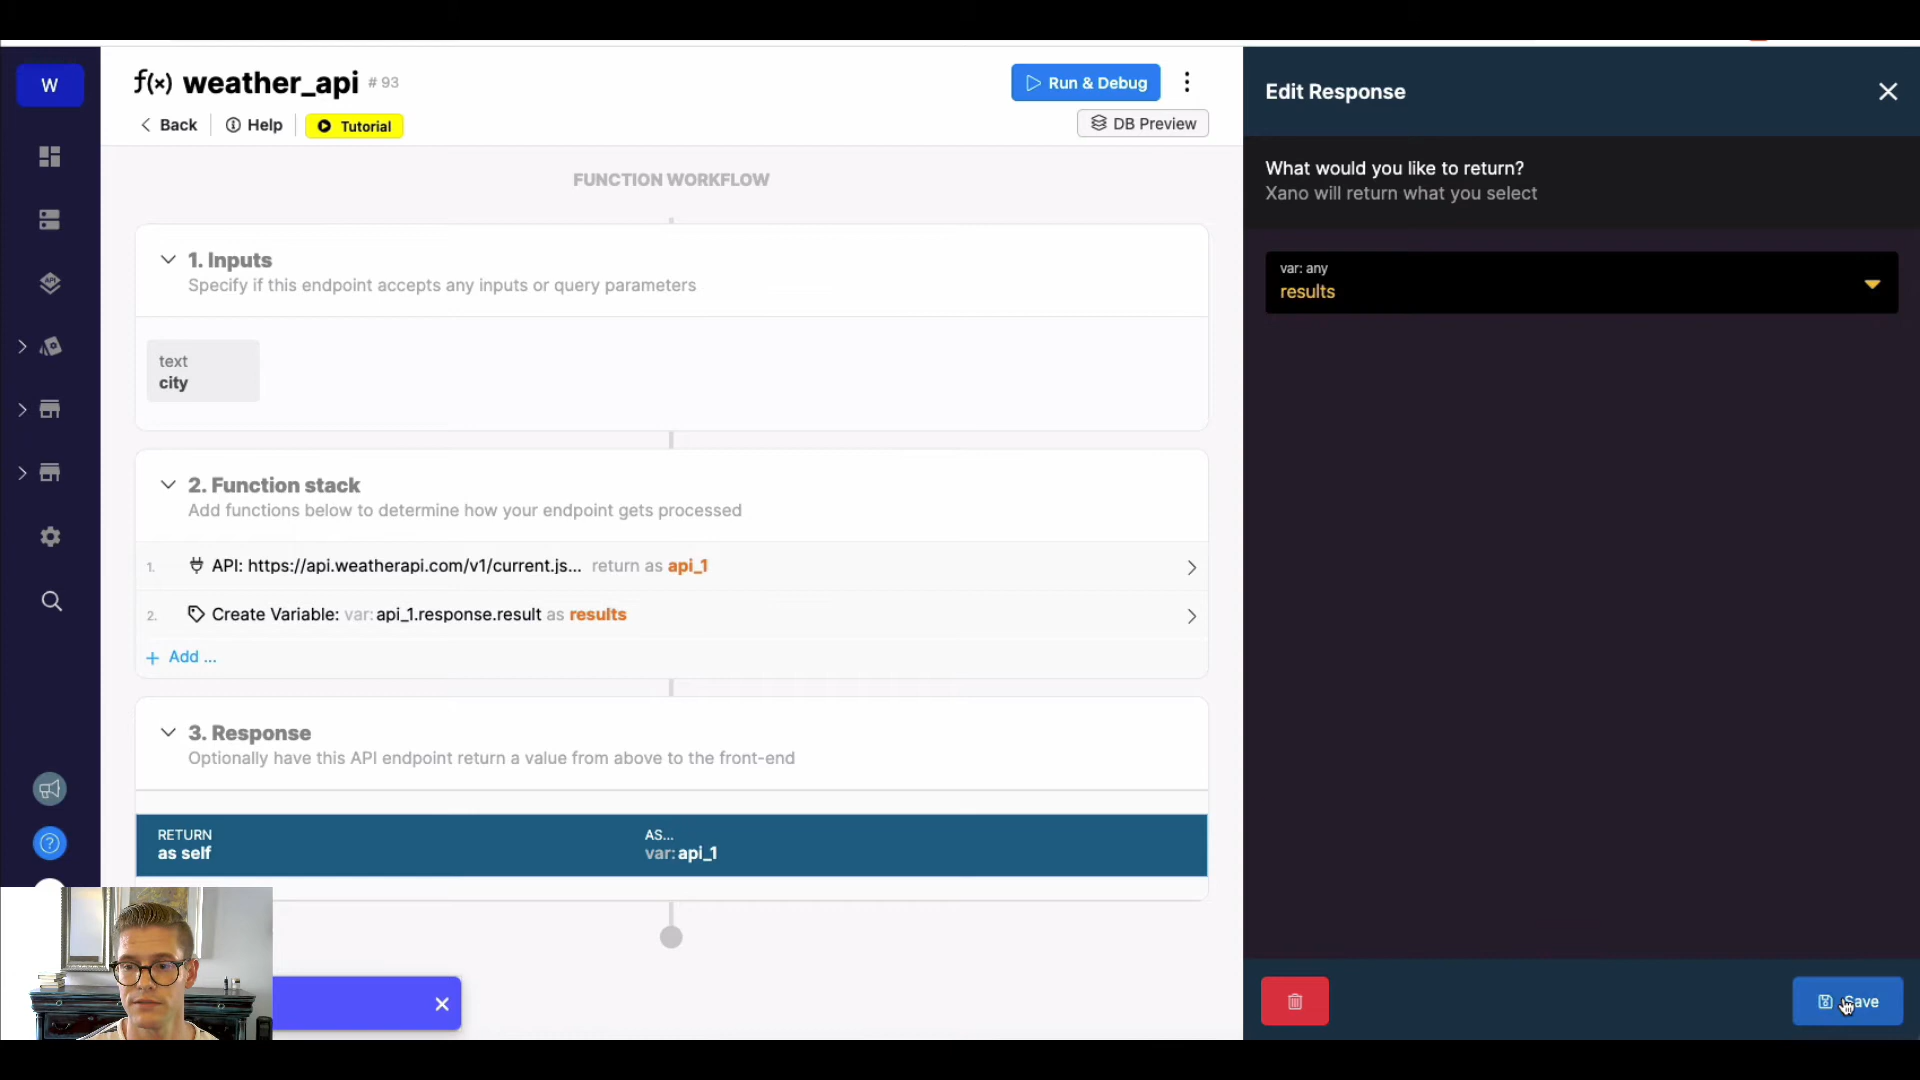 W
f(x) weather_api # 93
Back
Help
Tutorial
Run & Debug
DB Preview
FUNCTION WORKFLOW
1. Inputs
Specify if this endpoint accepts any inputs or query parameters
text
city
2. Function stack
Add functions below to determine how your endpoint gets processed
1. API: https://api.weatherapi.com/v1/current.js... return as api_1
2. Create Variable: var: api_1.response.result as results
+ Add ...
3. Response
Optionally have this API endpoint return a value from above to the front-end
RETURN
as self
AS...
var: api_1
Edit Response
What would you like to return?
Xano will return what you select
var: any
results
Save